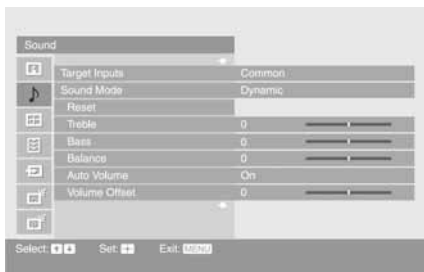 Sound
Target Inputs Common
Sound Mode Dynamic
Reset
Treble 0
Bass 0
Balance 0
Auto Volume On
Volume Offset 0
Select: Set: Exit: MENU